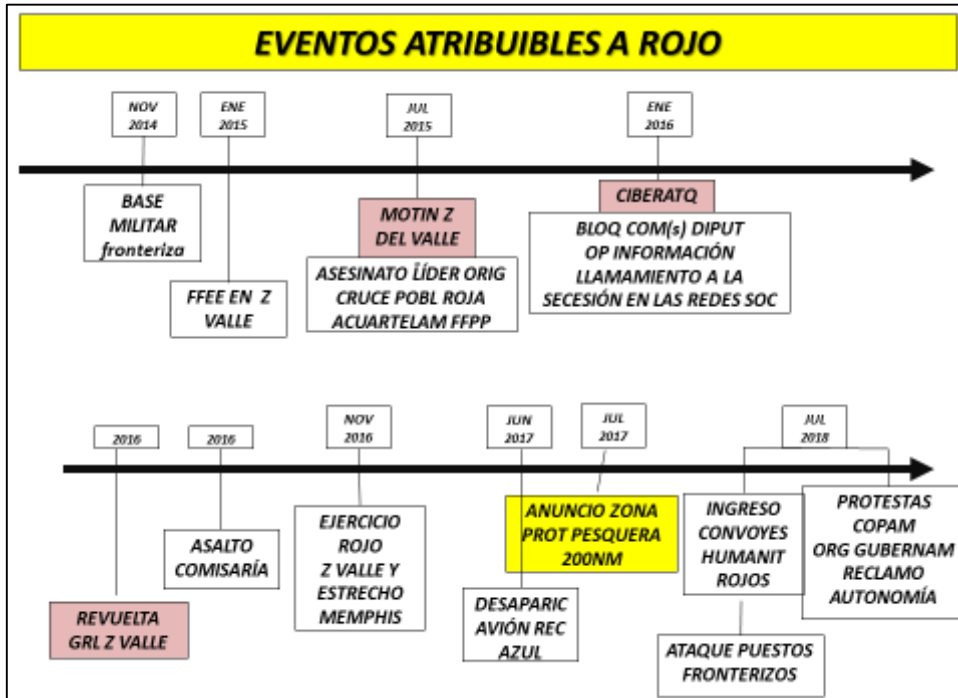 EVENTOS ATRIBUIBLES A ROJO
NOV
2014
ENE
2015
JUL
2015
ENE
2016
BASE
MILITAR
fronteriza
FFEE EN Z
VALLE
MOTIN Z
DEL VALLE
ASESINATO LÍDER ORIG
CRUCE POBL ROJA
ACUARTELAM FFPP
CIBERATQ
BLOQ COM(s) DIPUT
OP INFORMACIÓN
LLAMAMIENTO A LA
SECESIÓN EN LAS REDES SOC
2016
2016
NOV
2016
JUN
2017
JUL
2017
JUL
2018
REVUELTA
GRL Z VALLE
ASALTO
COMISARÍA
EJERCICIO
ROJO
Z VALLE Y
ESTRECHO
MEMPHIS
DESAPARIC
AVIÓN REC
AZUL
ANUNCIO ZONA
PROT PESQUERA
200NM
INGRESO
CONVOYES
HUMANIT
ROJOS
ATAQUE PUESTOS
FRONTERIZOS
PROTESTAS
COPAM
ORG GUBERNAM
RECLAMO
AUTONOMÍA